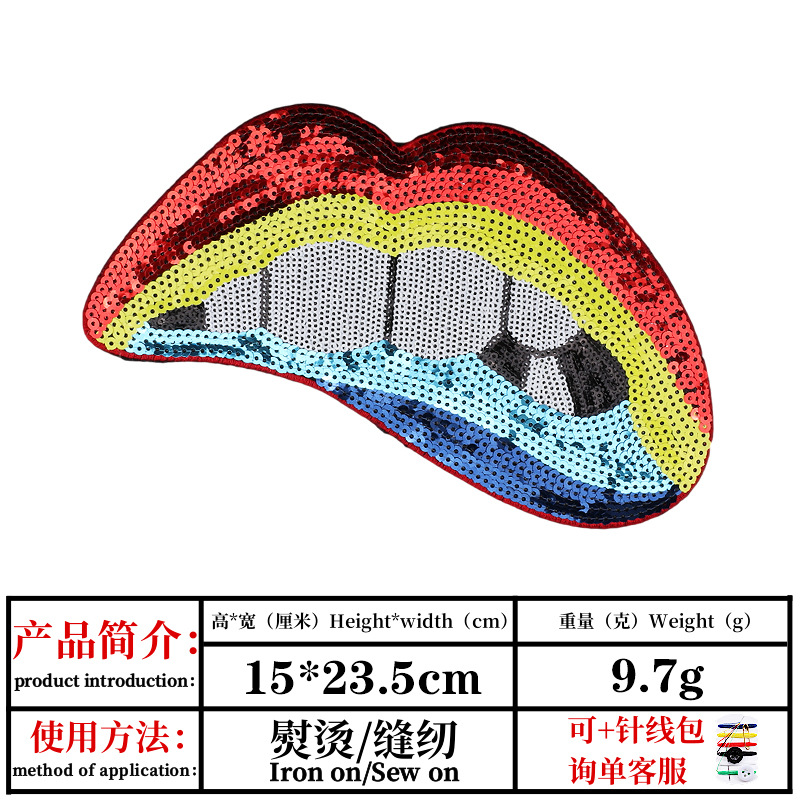 产品简介:
product introduction:
高*宽（厘米）Height*width（cm）
15*23.5cm
重量（克）Weight（g）
9.7g
使用方法:
method of application:
熨烫/缝纫
Iron on/Sew on
可+针线包
询单客服